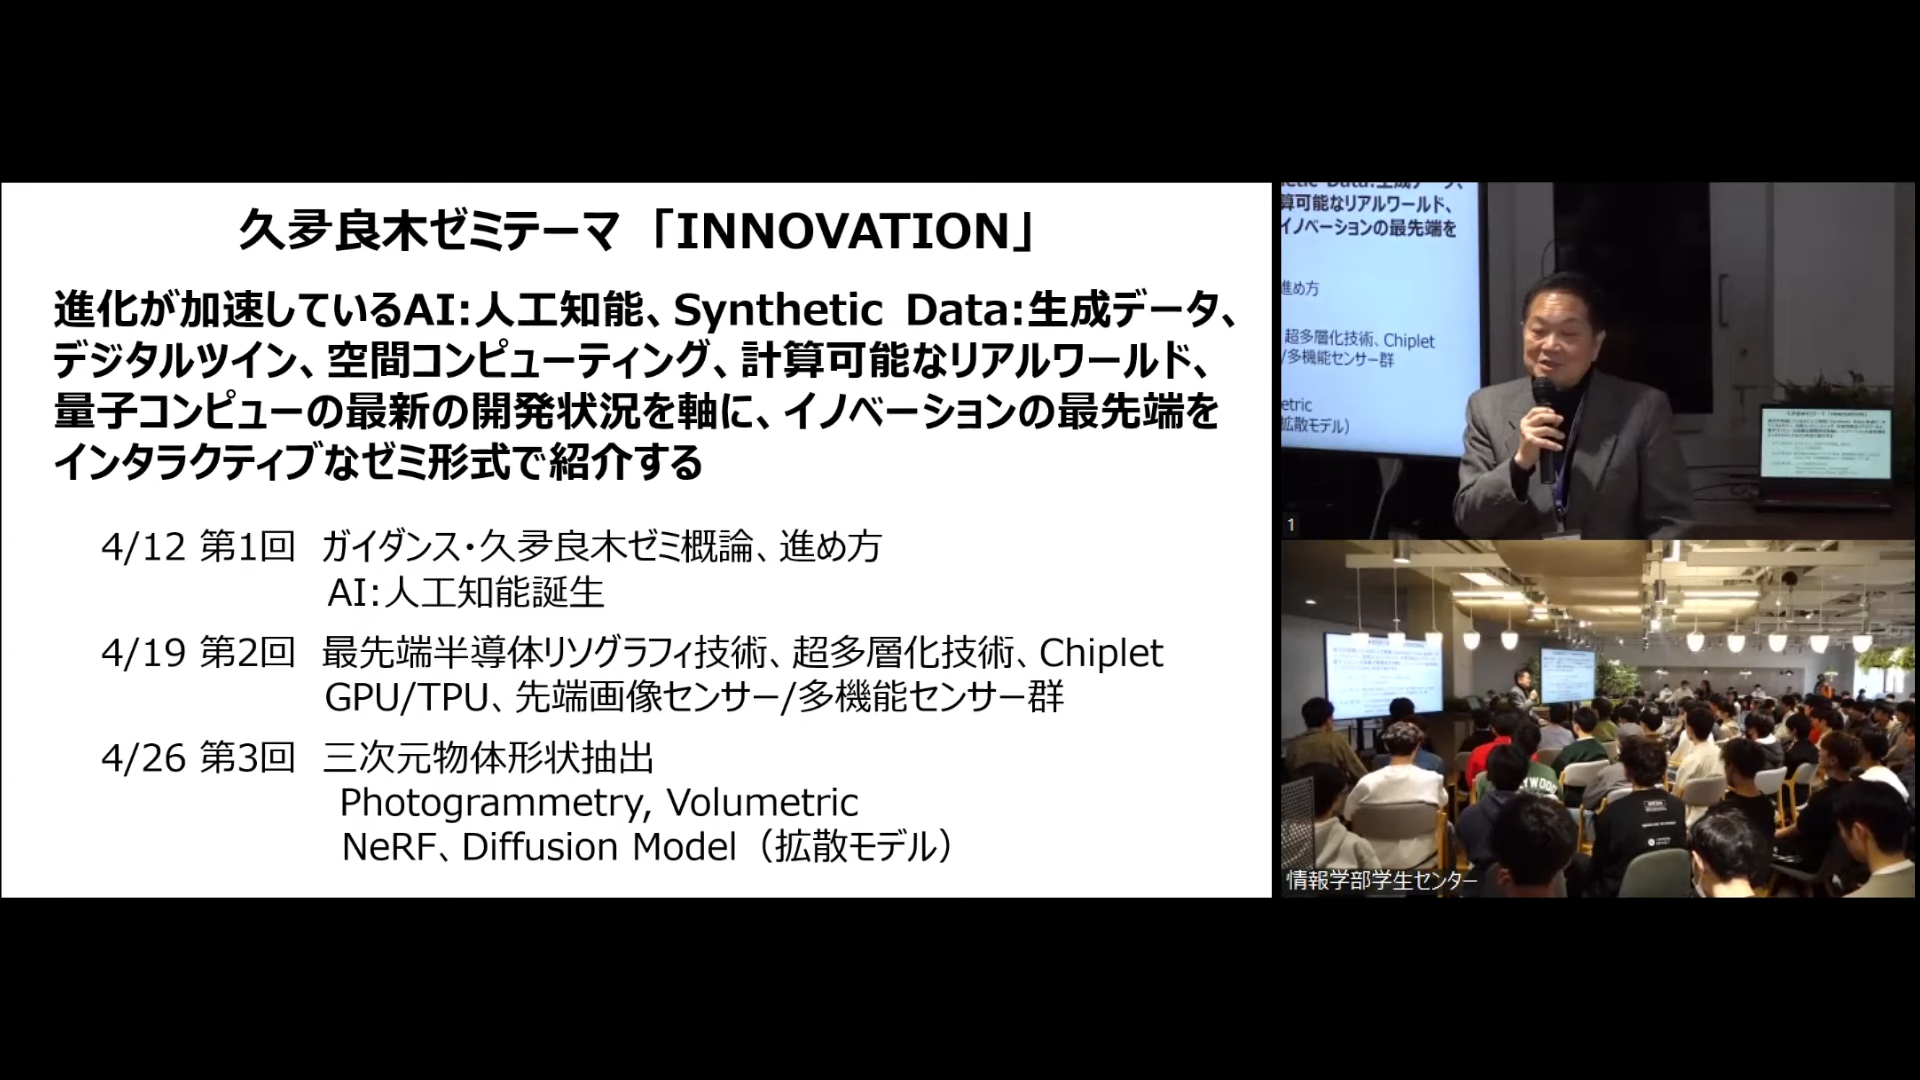 久夛良木ゼミテーマ「INNOVATION」
進化が加速しているAI:人工知能、Synthetic Data:生成データ、
デジタルツイン、空間コンピューティング、計算可能なリアルワールド、
量子コンピューの最新の開発状況を軸に、イノベーションの最先端を
インタラクティブなゼミ形式で紹介する
4/12 第1回 ガイダンス・久夛良木ゼミ概論、進め方
AI:人工知能誕生
4/19 第2回 最先端半導体リソグラフィ技術、超多層化技術、Chiplet
GPU/TPU、先端画像センサー/多機能センサー群
4/26 第3回 三次元物体形状抽出
Photogrammetry, Volumetric
NeRF、Diffusion Model（拡散モデル）
etic Data:生成データ、
算可能なリアルワールド、
イノベーションの最先端を
進め方
超多層化技術、Chiplet
/多機能センサー群
etric
拡散モデル）
1
情報学部学生センター